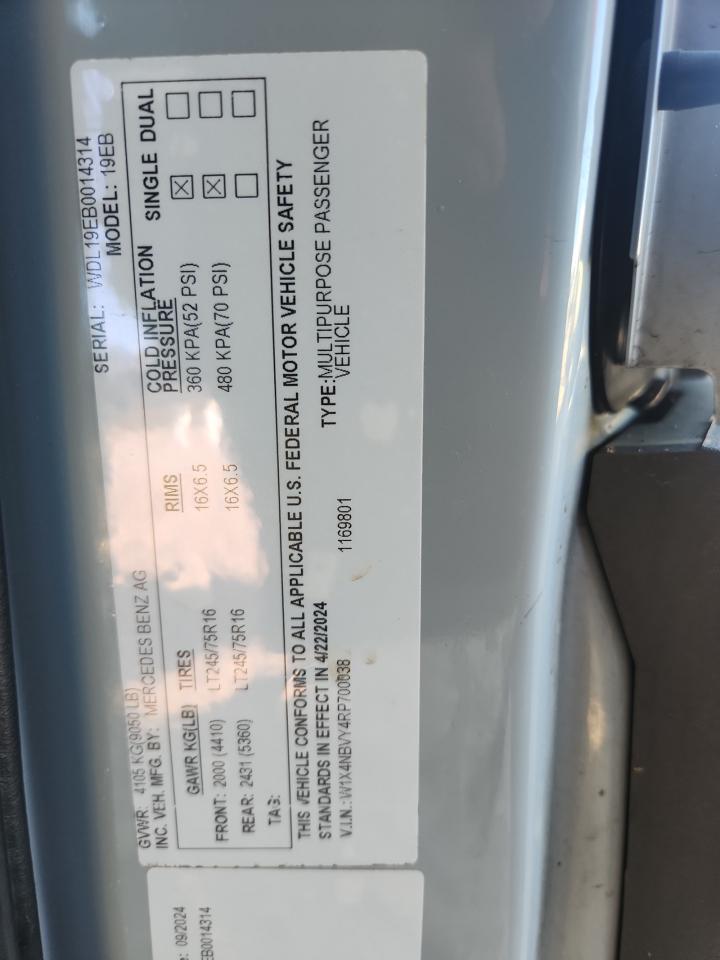 SERIAL: WDL19EB0014314
MODEL: 19EB
GVWR: 4105 KG(9050 LB)
INC. VEH. MFG. BY: MERCEDES BENZ AG
GAWR KG(LB) TIRES RIMS COLD INFLATION PRESSURE SINGLE DUAL
FRONT: 2000 (4410) LT245/75R16 16X6.5 360 KPA(52 PSI) ☒ ☐
REAR: 2431 (5360) LT245/75R16 16X6.5 480 KPA(70 PSI) ☒ ☐
TAG: ☐ ☐
THIS VEHICLE CONFORMS TO ALL APPLICABLE U.S. FEDERAL MOTOR VEHICLE SAFETY
STANDARDS IN EFFECT IN 4/22/2024 TYPE:MULTIPURPOSE PASSENGER
VEHICLE
V.I.N.:W1X4NBVY4RP700038 1169801
09/2024
EB0014314